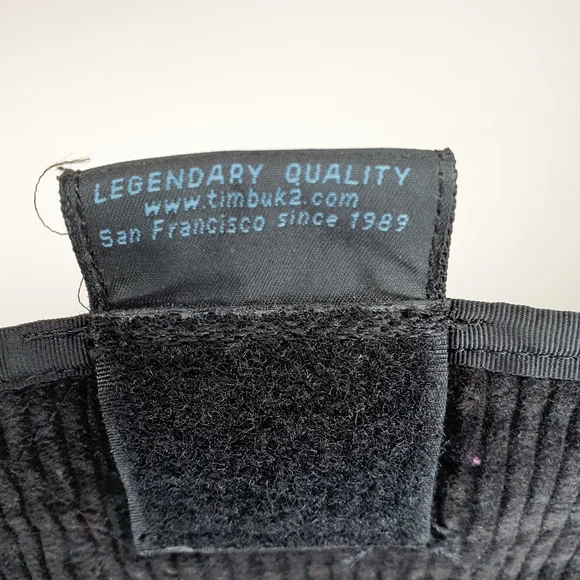 LEGENDARY QUALITY
www.timbuk2.com
San Francisco since 1989